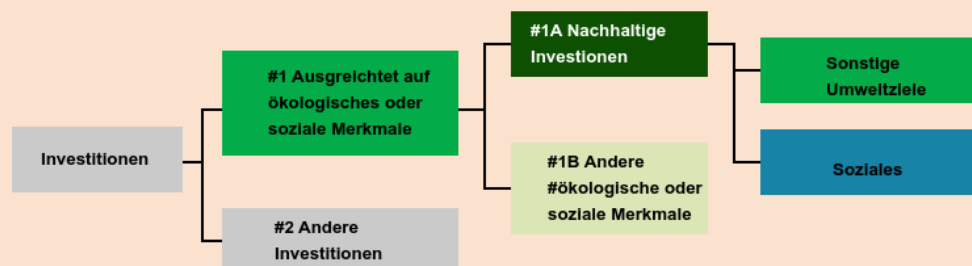 Investitionen
#1 Ausgreichtet auf
ökologisches oder
soziale Merkmale
#2 Andere
Investitionen
#1A Nachhaltige
Investionen
#1B Andere
#ökologische oder
soziale Merkmale
Sonstige
Umweltziele
Soziales